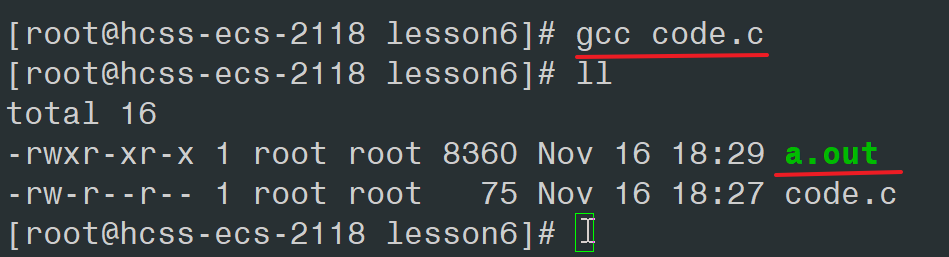 [root@hcss-ecs-2118 lesson6]# gcc code.c
[root@hcss-ecs-2118 lesson6]# ll
total 16
-rwxr-xr-x 1 root root 8360 Nov 16 18:29 a.out
-rw-r--r-- 1 root root   75 Nov 16 18:27 code.c
[root@hcss-ecs-2118 lesson6]#